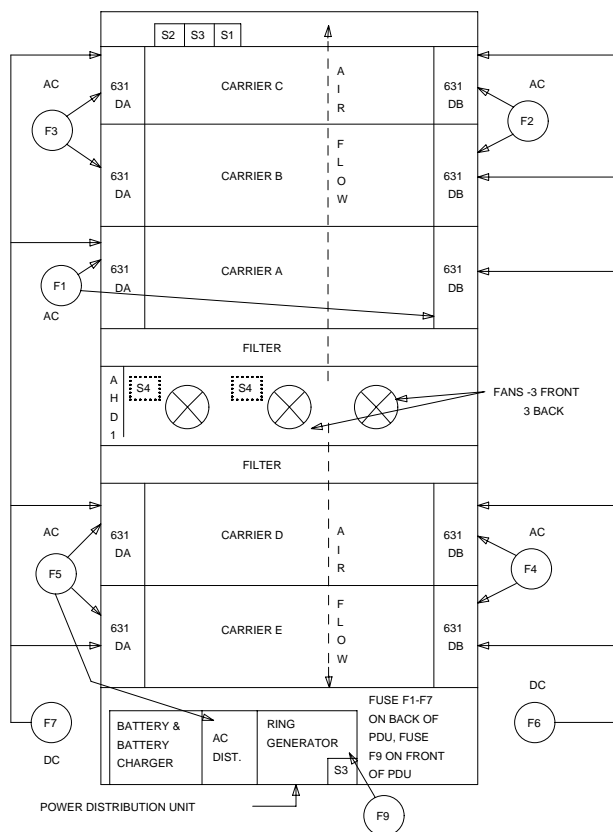 S2 S3 S1
AC
631
DA
CARRIER C
A
I
R
631
DB
AC
F3
F2
F
L
O
W
631
DA
CARRIER B
631
DB
631
DA
CARRIER A
631
DB
F1
AC
FILTER
A
H
D
1
S4
S4
FANS -3 FRONT
3 BACK
FILTER
AC
631
DA
CARRIER D
A
I
R
631
DB
AC
F5
F4
631
DA
CARRIER E
F
L
O
W
631
DB
DC
F7
DC
F6
BATTERY &
BATTERY
CHARGER
AC
DIST.
RING
GENERATOR
S3
FUSE F1-F7
ON BACK OF
PDU, FUSE
F9 ON FRONT
OF PDU
POWER DISTRIBUTION UNIT
F9